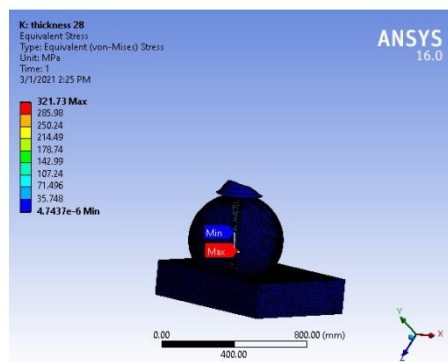 K: thickness 28
Equivalent Stress
Type: Equivalent (von-Mises) Stress
Unit: MPa
Time: 1
3/1/2021 2:25 PM
321.73 Max
285.98
250.24
214.49
178.74
142.99
107.24
71.496
35.748
4.7437e-6 Min
ANSYS
16.0
Min
Max
0.00
800.00 (mm)
400.00
Y
X
Z